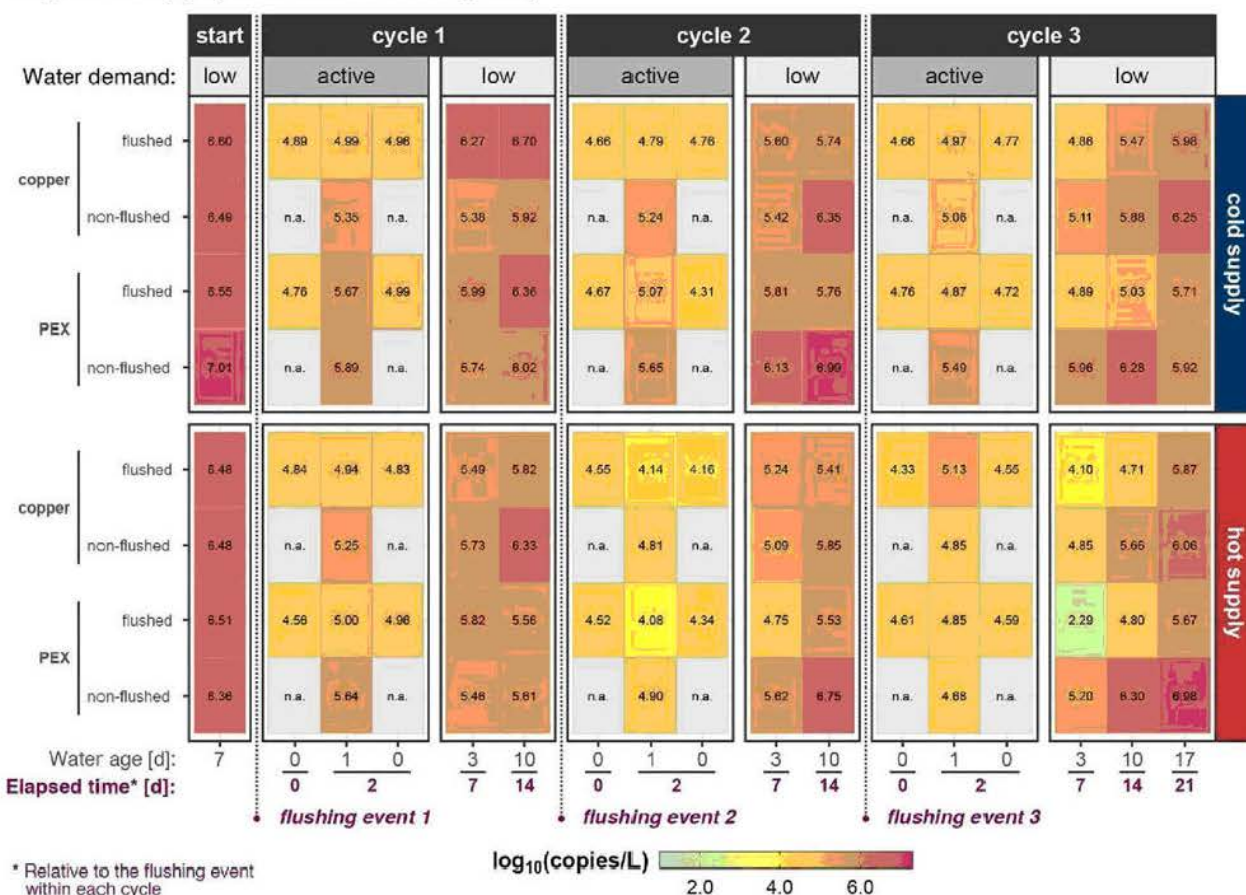 start cycle 1 cycle 2 cycle 3
Water demand: low active low active low active low
copper flushed 6.60 4.89 4.99 4.96 6.27 6.70 4.66 4.79 4.76 5.60 5.74 4.66 4.97 4.77 4.86 5.47 5.98
non-flushed 6.49 n.a. 5.35 n.a. 5.38 5.92 n.a. 5.24 n.a. 5.42 6.35 n.a. 5.06 n.a. 5.11 5.88 6.25
PEX flushed 6.55 4.76 5.67 4.99 5.99 6.36 4.67 5.07 4.31 5.81 5.76 4.76 4.87 4.72 4.89 5.03 5.71
non-flushed 7.01 n.a. 5.89 n.a. 5.74 6.02 n.a. 5.65 n.a. 6.13 6.99 n.a. 5.49 n.a. 5.96 6.28 5.92
cold supply
copper flushed 6.48 4.84 4.94 4.83 5.49 5.82 4.55 4.14 4.16 5.24 5.41 4.33 5.13 4.55 4.10 4.71 5.87
non-flushed 6.48 n.a. 5.25 n.a. 5.73 6.33 n.a. 4.81 n.a. 5.09 5.85 n.a. 4.85 n.a. 4.85 5.66 6.06
PEX flushed 6.51 4.56 5.00 4.96 5.82 5.56 4.52 4.08 4.34 4.75 5.53 4.61 4.85 4.59 2.29 4.80 5.67
non-flushed 6.36 n.a. 5.64 n.a. 5.46 5.61 n.a. 4.90 n.a. 5.62 6.75 n.a. 4.68 n.a. 5.20 6.30 6.98
hot supply
Water age [d]: 7 0 1 0 3 10 0 1 0 3 10 0 1 0 3 10 17
Elapsed time* [d]: 0 2 7 14 0 2 7 14 0 2 7 14 21
flushing event 1 flushing event 2 flushing event 3
* Relative to the flushing event
within each cycle
log10(copies/L)
2.0 4.0 6.0